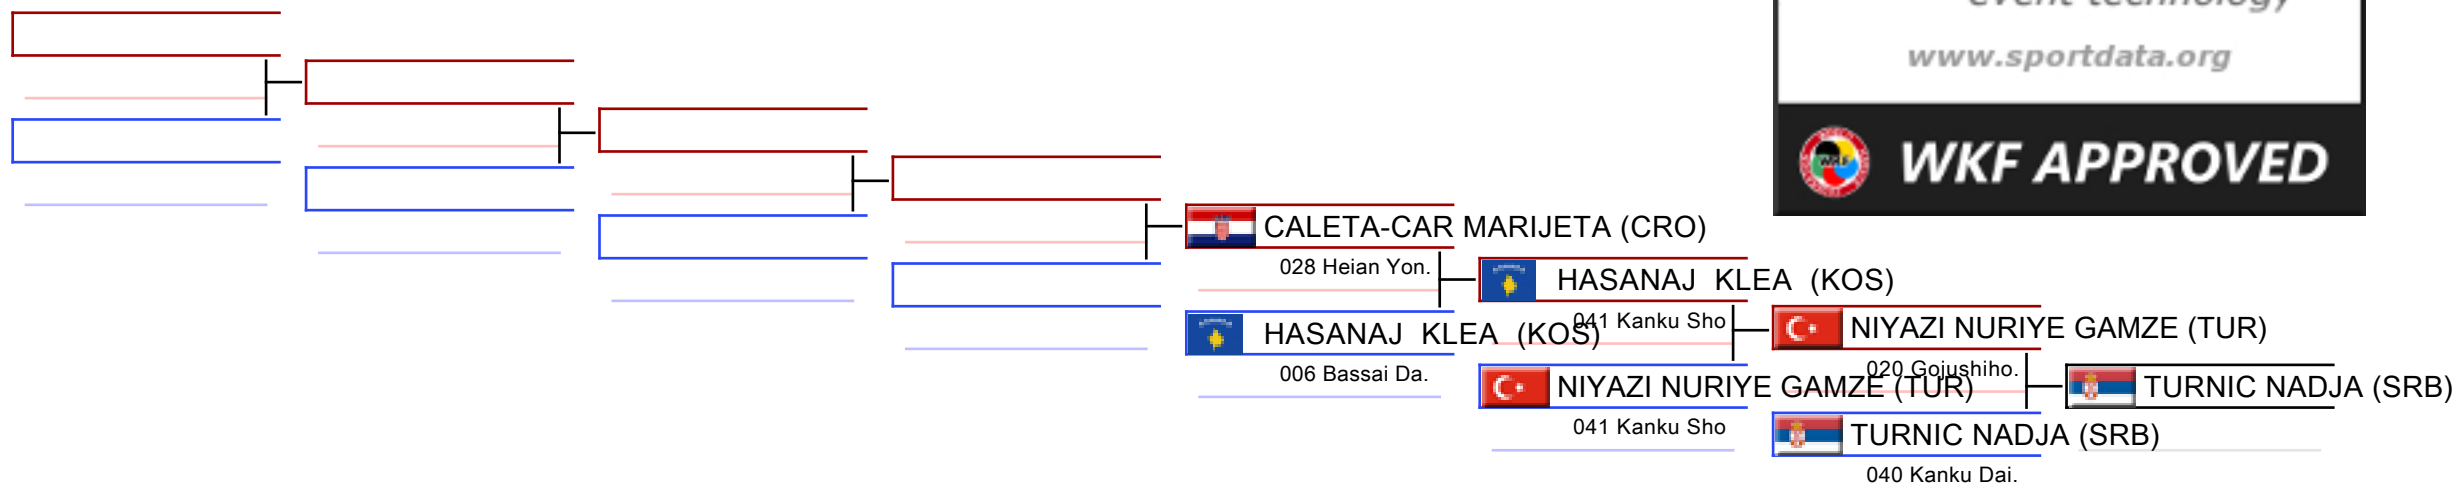 event technology
www.sportdata.org
WKF APPROVED
CALETA-CAR MARIJETA (CRO)
028 Heian Yon.
HASANAJ KLEA (KOS)
006 Bassai Da.
HASANAJ KLEA (KOS)
041 Kanku Sho
NIYAZI NURIYE GAMZE (TUR)
041 Kanku Sho
NIYAZI NURIYE GAMZE (TUR)
020 Gojushiho.
TURNIC NADJA (SRB)
040 Kanku Dai.
TURNIC NADJA (SRB)